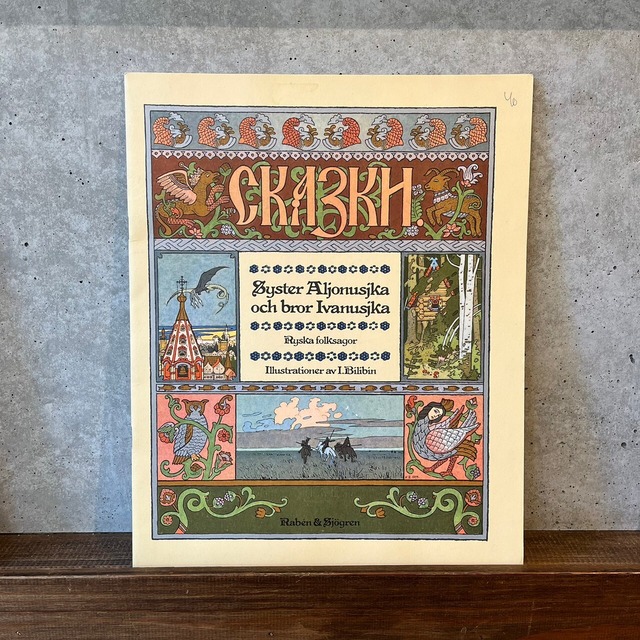 СКАЗКИ
Syster Aljonusjka
och bror Ivanusjka
Ryska folksagor
Illustrationer av I. Bilibin
Rabén & Sjögren